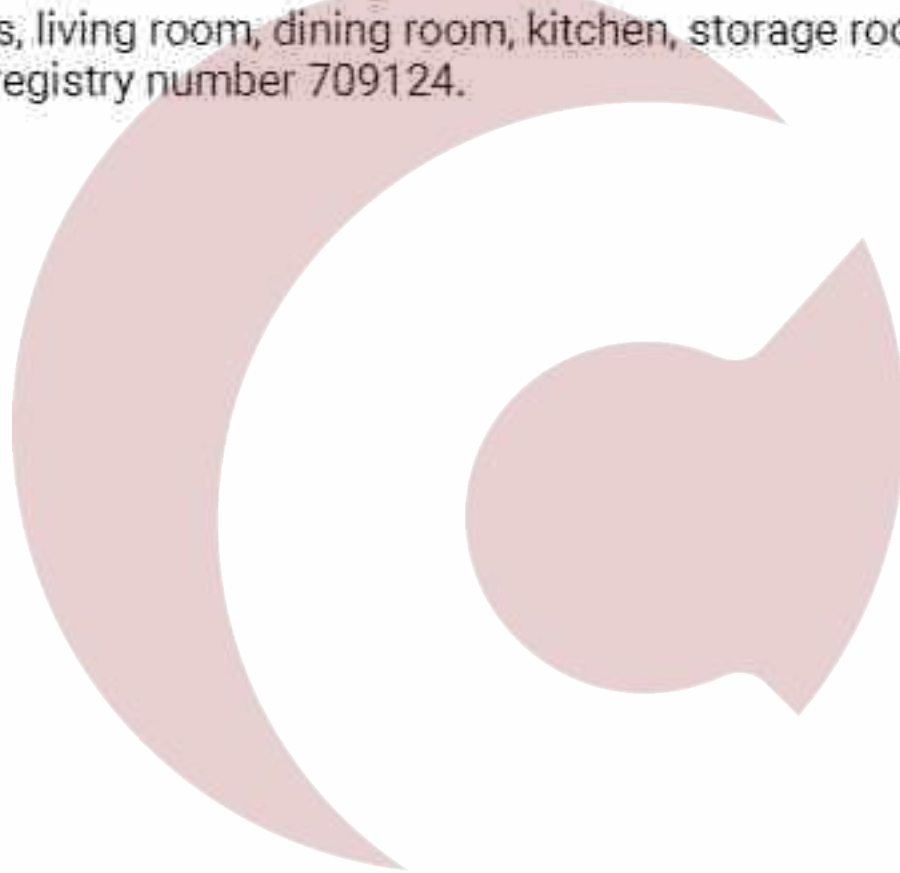 s, living room, dining room, kitchen, storage roo
egistry number 709124.